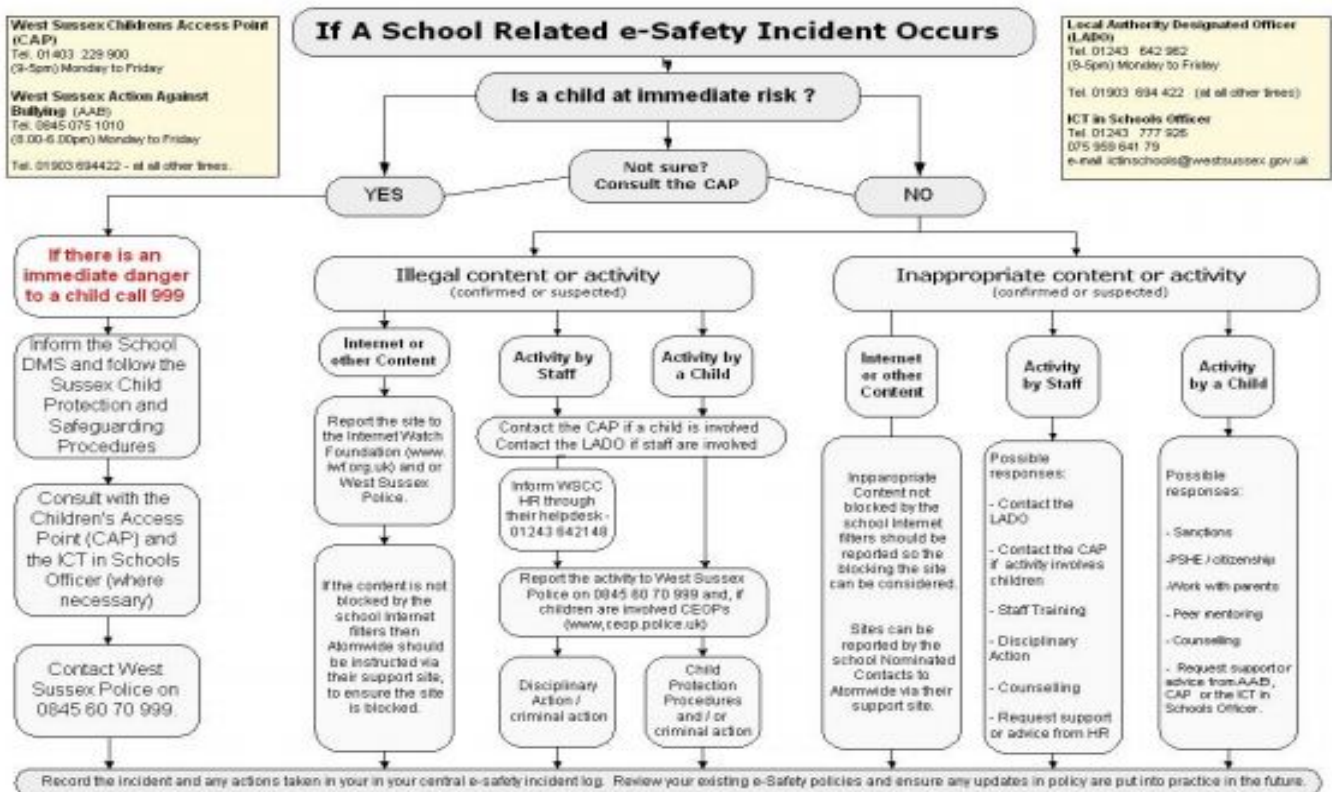 West Sussex Childrens Access Point
(CAP)
Tel. 01403 229 900
(9-5pm) Monday to Friday
West Sussex Action Against
Bullying (AAB)
Tel. 0845 075 1010
(8.00-6.00pm) Monday to Friday
Tel. 01903 694422 - at all other times.
If A School Related e-Safety Incident Occurs
Local Authority Designated Officer
(LADO)
Tel. 01243 642 982
(9-5pm) Monday to Friday
Tel. 01903 694 422 (at all other times)
ICT in Schools Officer
Tel. 01243 777 926
075 959 641 79
e-mail ictinschools@westsussex.gov.uk
Is a child at immediate risk ?
Not sure?
Consult the CAP
YES
NO
If there is an
immediate danger
to a child call 999
Inform the School
DMS and follow the
Sussex Child
Protection and
Safeguarding
Procedures
Consult with the
Children's Access
Point (CAP) and
the ICT in Schools
Officer (where
necessary)
Contact West
Sussex Police on
0845 60 70 999.
Illegal content or activity
(confirmed or suspected)
Internet or
other Content
Report the site to
the Internet Watch
Foundation (www.
iwf.org.uk) and or
West Sussex
Police.
If the content is not
blocked by the
school Internet
filters then
Atomwide should
be instructed via
their support site,
to ensure the site
is blocked.
Activity by
Staff
Activity by
a Child
Contact the CAP if a child is involved
Contact the LADO if staff are involved
Inform WSCC
HR through
their helpdesk -
01243 642148
Report the activity to West Sussex
Police on 0845 60 70 999 and, if
children are involved CEOPs
(www.ceop.police.uk)
Disciplinary
Action /
criminal action
Child
Protection
Procedures
and / or
criminal action
Inappropriate content or activity
(confirmed or suspected)
Internet
or other
Content
Inpparopriate
Content not
blocked by the
school Internet
filters should be
reported so the
blocking the site
can be considered.
Sites can be
reported by the
school Nominated
Contacts to
Atomwide via their
support site.
Activity
by Staff
Possible
responses:
- Contact the
LADO
- Contact the CAP
if activity involves
children
- Staff Training
- Disciplinary
Action
- Counselling
- Request support
or advice from HR
Activity
by a Child
Possible
responses:
- Sanctions
-PSHE / citizenship
-Work with parents
- Peer mentoring
- Counselling
- Request support or
advice from AAB,
CAP or the ICT in
Schools Officer.
Record the incident and any actions taken in your in your central e-safety incident log. Review your existing e-Safety policies and ensure any updates in policy are put into practice in the future.